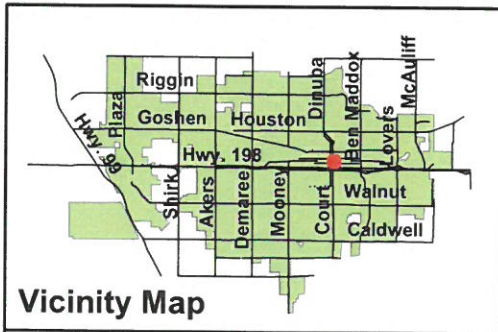 Riggin
Goshen
Houston
Hwy. 198
Walnut
Caldwell
Hwy. 99
Plaza
Shirk
Akers
Demaree
Mooney
Court
Dinuba
Ben Maddox
Lovers
McAuliff
Vicinity Map